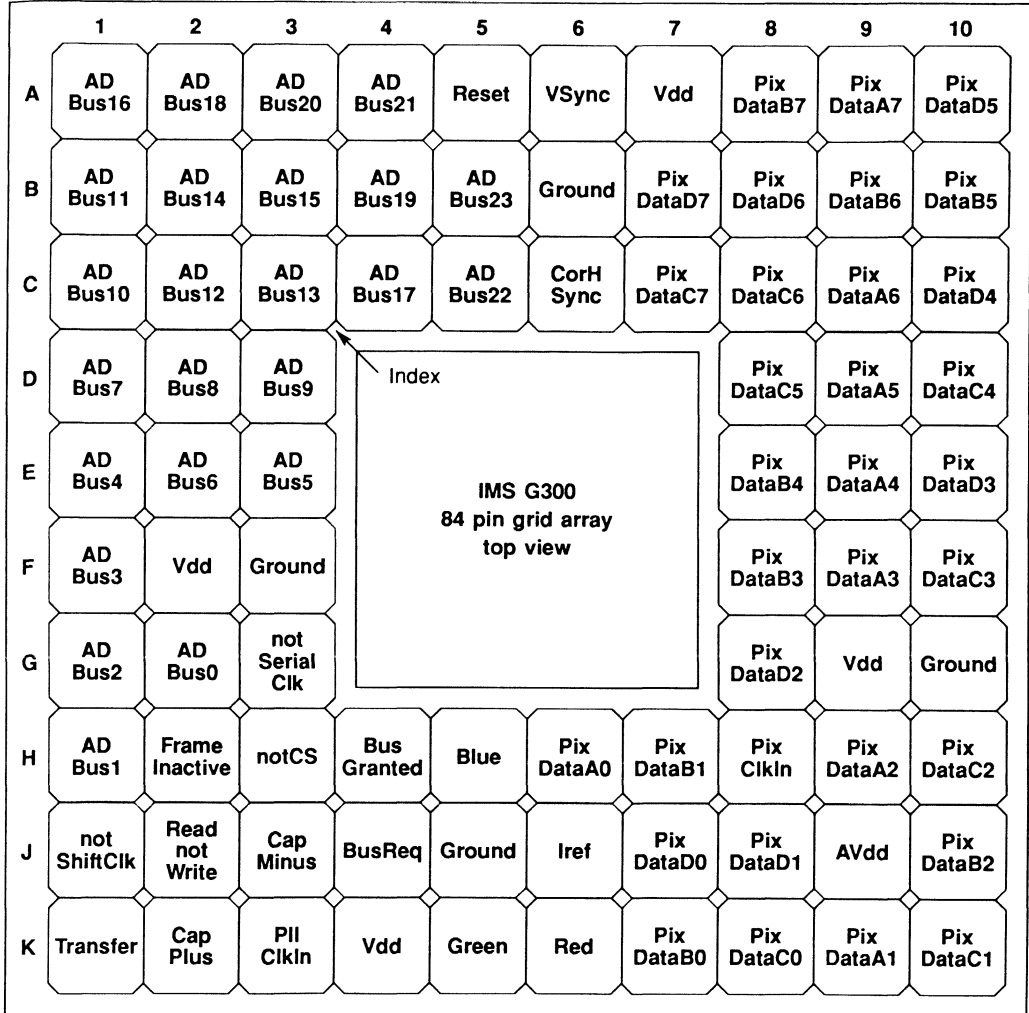 1 2 3 4 5 6 7 8 9 10
A
AD Bus16
AD Bus18
AD Bus20
AD Bus21
Reset
VSync
Vdd
Pix DataB7
Pix DataA7
Pix DataD5
B
AD Bus11
AD Bus14
AD Bus15
AD Bus19
AD Bus23
Ground
Pix DataD7
Pix DataD6
Pix DataB6
Pix DataB5
C
AD Bus10
AD Bus12
AD Bus13
AD Bus17
AD Bus22
CorH Sync
Pix DataC7
Pix DataC6
Pix DataA6
Pix DataD4
D
AD Bus7
AD Bus8
AD Bus9
Index
Pix DataC5
Pix DataA5
Pix DataC4
E
AD Bus4
AD Bus6
AD Bus5
IMS G300
84 pin grid array
top view
Pix DataB4
Pix DataA4
Pix DataD3
F
AD Bus3
Vdd
Ground
Pix DataB3
Pix DataA3
Pix DataC3
G
AD Bus2
AD Bus0
not Serial Clk
Pix DataD2
Vdd
Ground
H
AD Bus1
Frame Inactive
notCS
Bus Granted
Blue
Pix DataA0
Pix DataB1
Pix ClkIn
Pix DataA2
Pix DataC2
J
not ShiftClk
Read not Write
Cap Minus
BusReq
Ground
Iref
Pix DataD0
Pix DataD1
AVdd
Pix DataB2
K
Transfer
Cap Plus
Pll ClkIn
Vdd
Green
Red
Pix DataB0
Pix DataC0
Pix DataA1
Pix DataC1